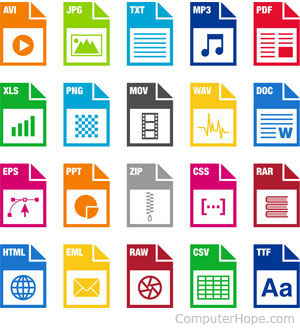 AVI JPG TXT MP3 PDF
XLS PNG MOV WAV DOC
W
EPS PPT ZIP CSS RAR
[...]
HTML EML RAW CSV TTF
Aa
ComputerHope.com